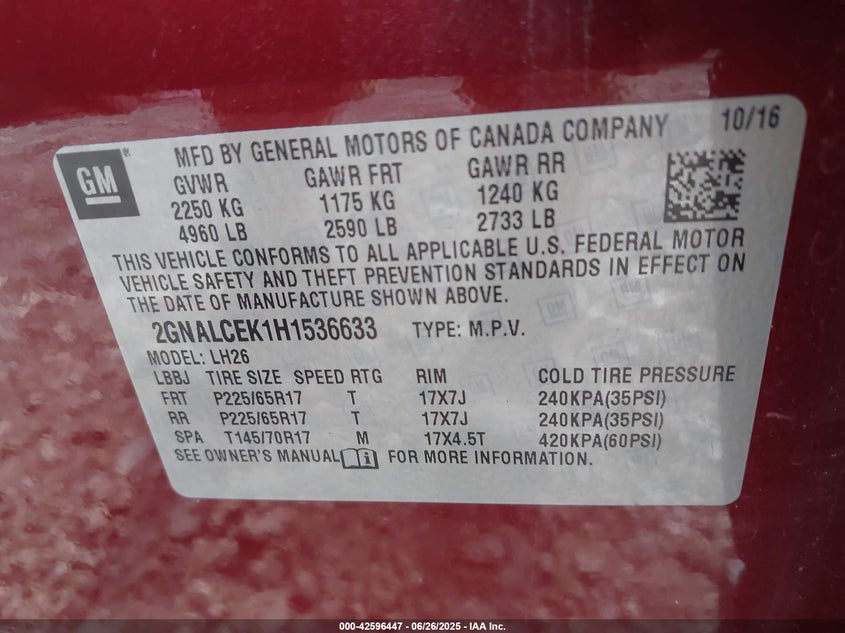 GM
MFD BY GENERAL MOTORS OF CANADA COMPANY 10/16
GVWR GAWR FRT GAWR RR
2250 KG 1175 KG 1240 KG
4960 LB 2590 LB 2733 LB
THIS VEHICLE CONFORMS TO ALL APPLICABLE U.S. FEDERAL MOTOR
VEHICLE SAFETY AND THEFT PREVENTION STANDARDS IN EFFECT ON
THE DATE OF MANUFACTURE SHOWN ABOVE.
2GNALCEK1H1536633 TYPE: M.P.V.
MODEL: LH26
LBBJ TIRE SIZE SPEED RTG RIM COLD TIRE PRESSURE
FRT P225/65R17 T 17X7J 240KPA(35PSI)
RR P225/65R17 T 17X7J 240KPA(35PSI)
SPA T145/70R17 M 17X4.5T 420KPA(60PSI)
SEE OWNER'S MANUAL FOR MORE INFORMATION.
000-42596447 - 06/26/2025 - IAA Inc.